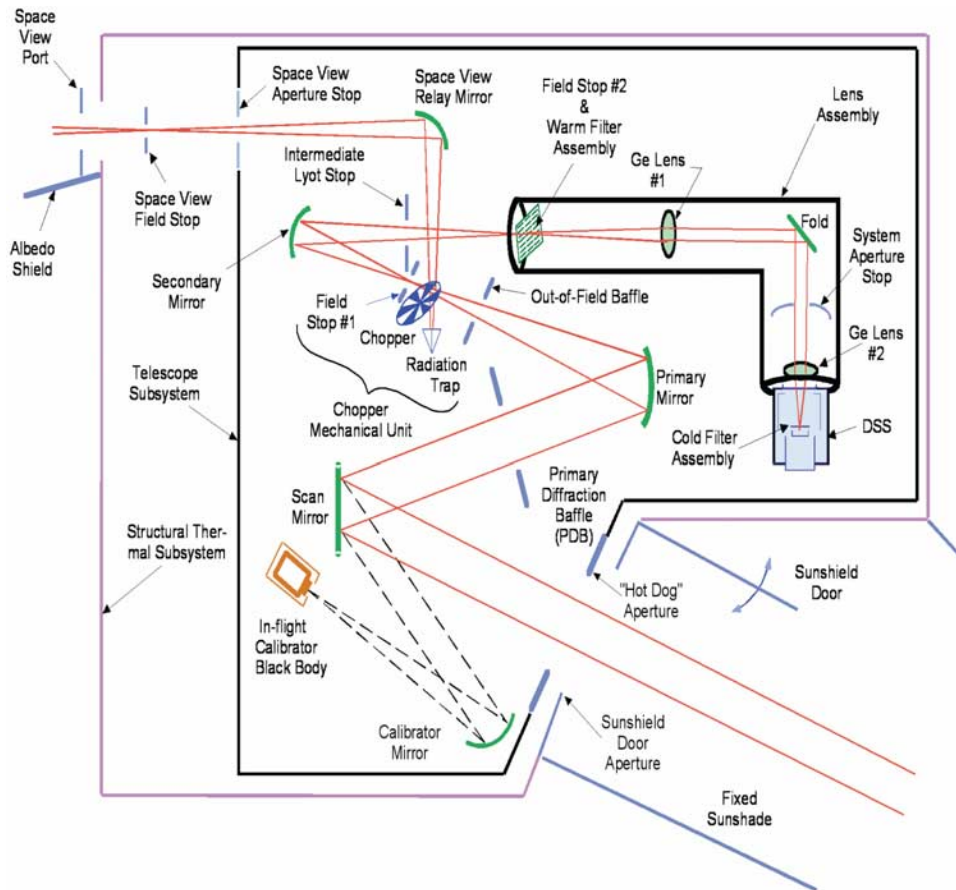 Space
View
Port
Space View
Aperture Stop
Space View
Relay Mirror
Field Stop #2
&
Warm Filter
Assembly
Lens
Assembly
Ge Lens
#1
Intermediate
Lyot Stop
Space View
Field Stop
Fold
Albedo
Shield
Secondary
Mirror
System
Aperture
Stop
Out-of-Field Baffle
Field
Stop #1
Chopper
Ge Lens
#2
Radiation
Trap
Telescope
Subsystem
Primary
Mirror
Chopper
Mechanical Unit
DSS
Cold Filter
Assembly
Scan
Mirror
Primary
Diffraction
Baffle
(PDB)
Structural Ther-
mal Subsystem
Sunshield
Door
"Hot Dog"
Aperture
In-flight
Calibrator
Black Body
Calibrator
Mirror
Sunshield
Door
Aperture
Fixed
Sunshade